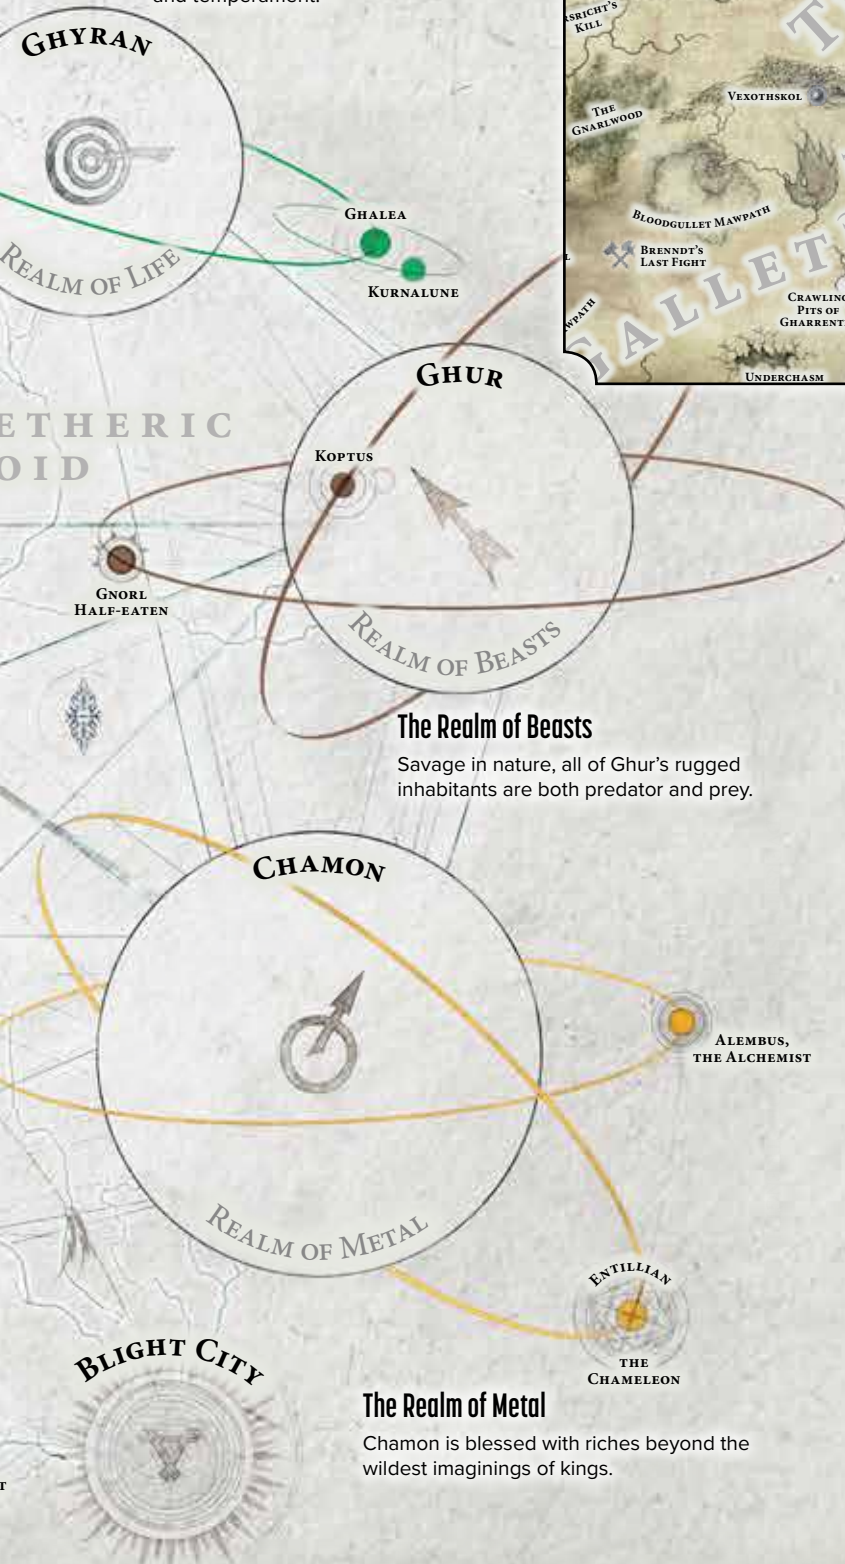 and temperament.
GHYRAN
REALM OF LIFE
GHALEA
KURNALUNE
KILL
THE
GNARLWOOD
VEXOTHSKOL
BLOODGULLET MAWPATH
BRENNDT'S
LAST FIGHT
CRAWLING
PITS OF
UNDERCHASM
GHUR
KOPTUS
GNORL
HALF-EATEN
REALM OF BEASTS
The Realm of Beasts
Savage in nature, all of Ghur's rugged
inhabitants are both predator and prey.
CHAMON
ALEMBUS,
THE ALCHEMIST
REALM OF METAL
ENTILLIAN
THE
CHAMELEON
BLIGHT CITY
The Realm of Metal
Chamon is blessed with riches beyond the
wildest imaginings of kings.